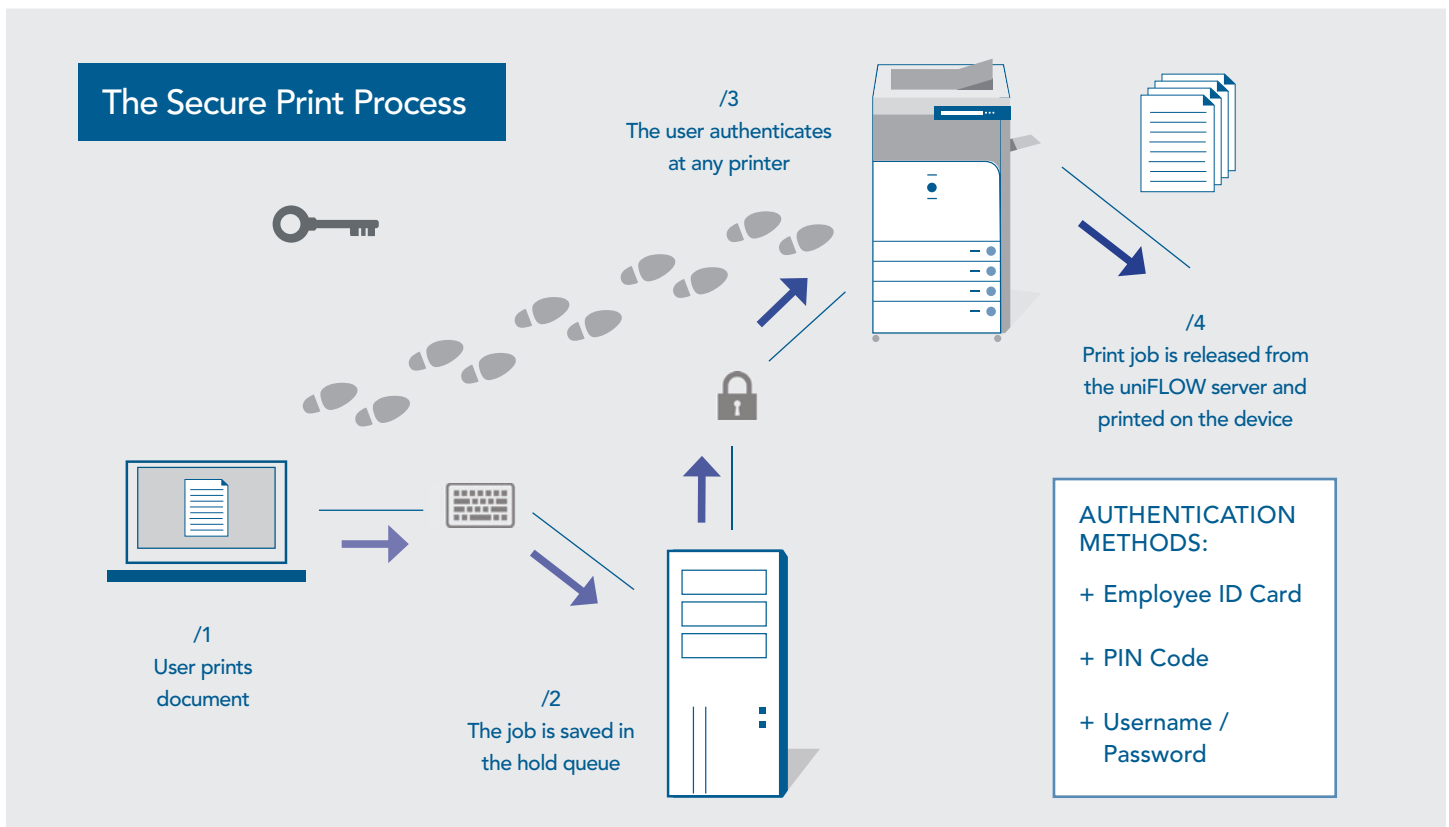 The Secure Print Process
/1
User prints
document
/2
The job is saved in
the hold queue
/3
The user authenticates
at any printer
/4
Print job is released from
the uniFLOW server and
printed on the device
AUTHENTICATION
METHODS:
+ Employee ID Card
+ PIN Code
+ Username /
Password